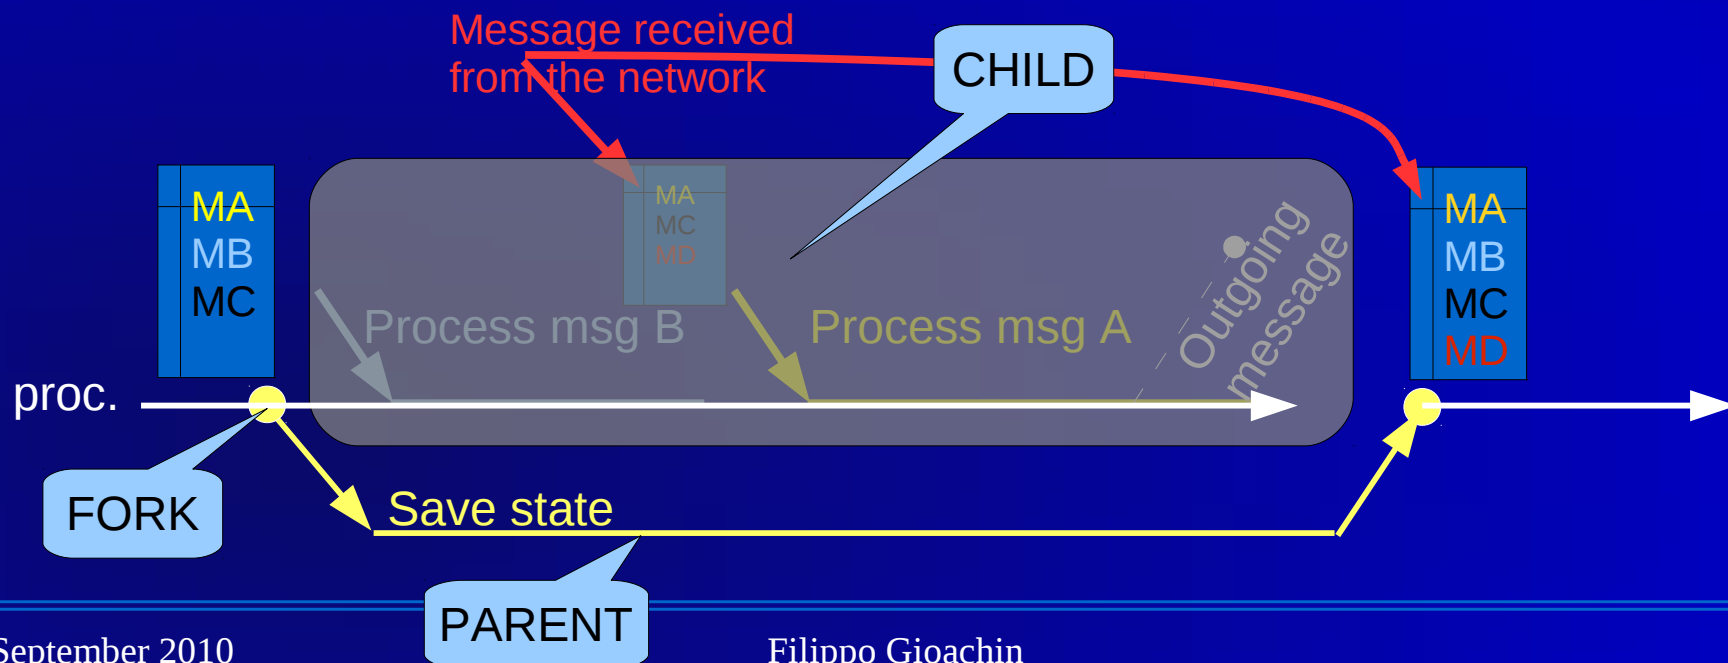 Message received
from the network
CHILD
MA
MB
MC
MA
MC
MD
MA
MB
MC
MD
Process msg B
Process msg A
Outgoing
message
proc.
FORK
Save state
PARENT
September 2010
Filippo Gioachin